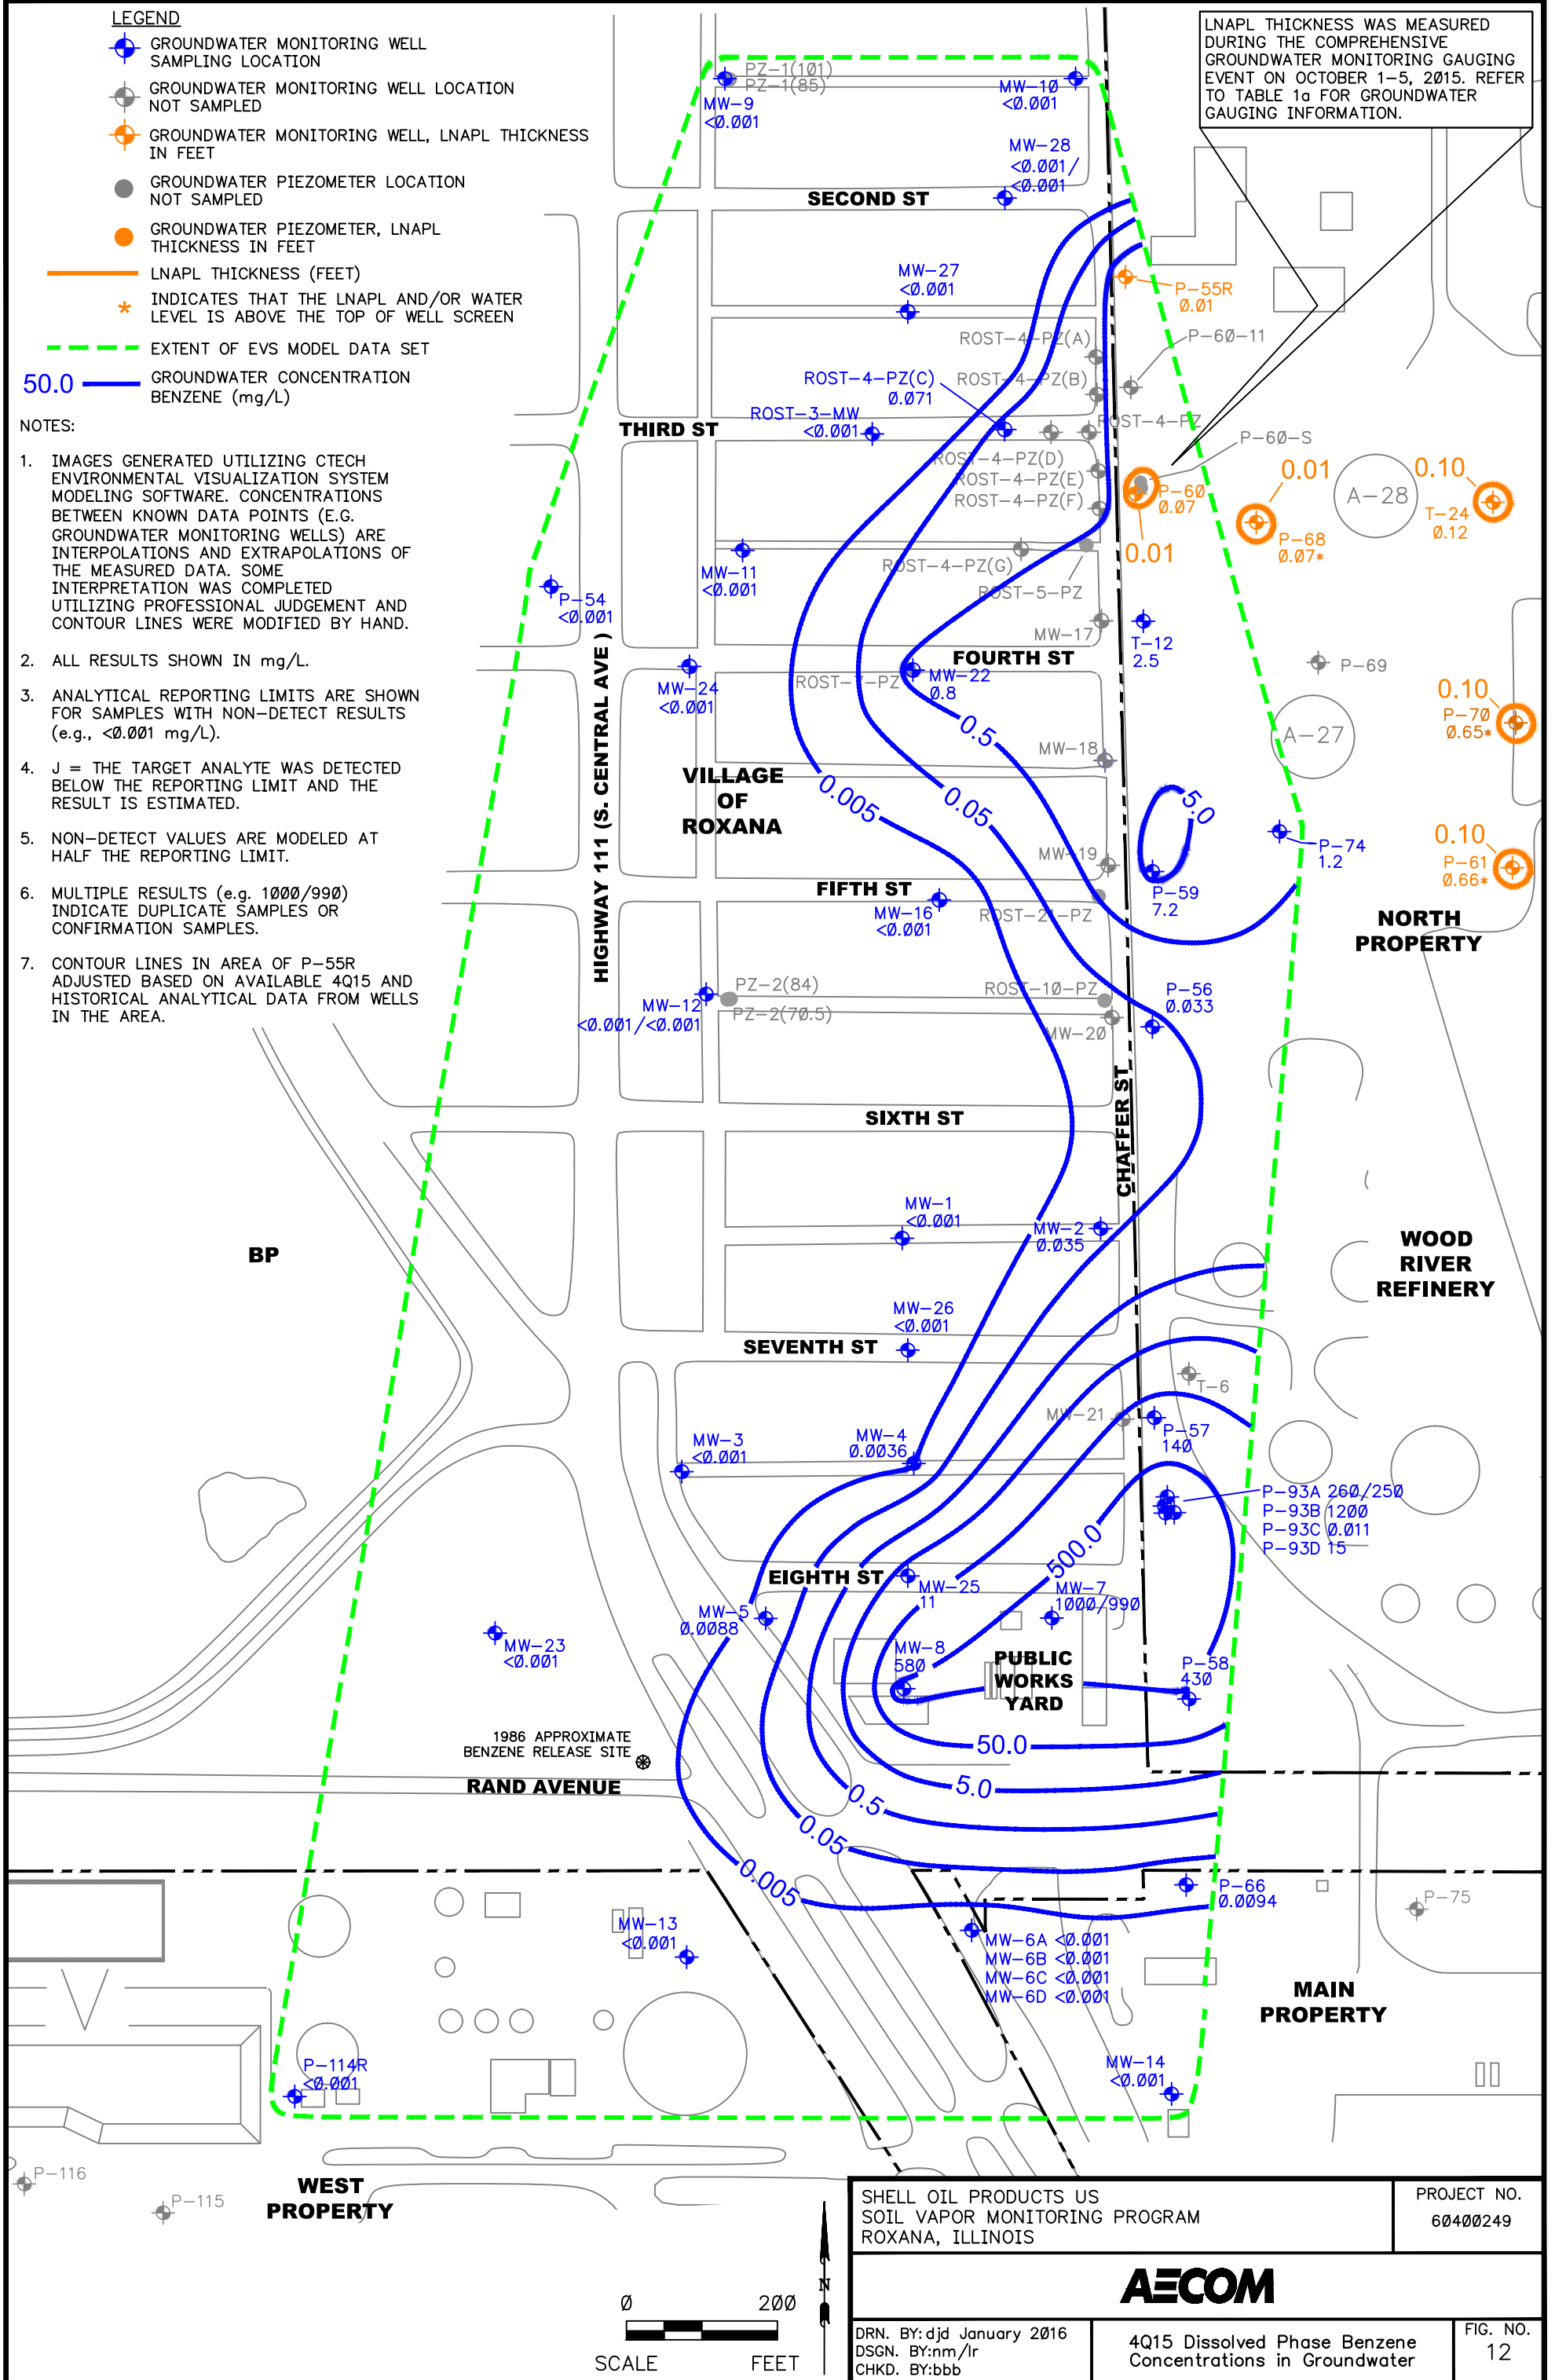 LEGEND
GROUNDWATER MONITORING WELL
SAMPLING LOCATION
GROUNDWATER MONITORING WELL LOCATION
NOT SAMPLED
GROUNDWATER MONITORING WELL, LNAPL THICKNESS
IN FEET
GROUNDWATER PIEZOMETER LOCATION
NOT SAMPLED
GROUNDWATER PIEZOMETER, LNAPL
THICKNESS IN FEET
LNAPL THICKNESS (FEET)
* INDICATES THAT THE LNAPL AND/OR WATER
LEVEL IS ABOVE THE TOP OF WELL SCREEN
EXTENT OF EVS MODEL DATA SET
50.0 GROUNDWATER CONCENTRATION
BENZENE (mg/L)
NOTES:
1. IMAGES GENERATED UTILIZING CTECH
ENVIRONMENTAL VISUALIZATION SYSTEM
MODELING SOFTWARE. CONCENTRATIONS
BETWEEN KNOWN DATA POINTS (E.G.
GROUNDWATER MONITORING WELLS) ARE
INTERPOLATIONS AND EXTRAPOLATIONS OF
THE MEASURED DATA. SOME
INTERPRETATION WAS COMPLETED
UTILIZING PROFESSIONAL JUDGEMENT AND
CONTOUR LINES WERE MODIFIED BY HAND.
2. ALL RESULTS SHOWN IN mg/L.
3. ANALYTICAL REPORTING LIMITS ARE SHOWN
FOR SAMPLES WITH NON-DETECT RESULTS
(e.g., <0.001 mg/L).
4. J = THE TARGET ANALYTE WAS DETECTED
BELOW THE REPORTING LIMIT AND THE
RESULT IS ESTIMATED.
5. NON-DETECT VALUES ARE MODELED AT
HALF THE REPORTING LIMIT.
6. MULTIPLE RESULTS (e.g. 1000/990)
INDICATE DUPLICATE SAMPLES OR
CONFIRMATION SAMPLES.
7. CONTOUR LINES IN AREA OF P-55R
ADJUSTED BASED ON AVAILABLE 4Q15 AND
HISTORICAL ANALYTICAL DATA FROM WELLS
IN THE AREA.
LNAPL THICKNESS WAS MEASURED
DURING THE COMPREHENSIVE
GROUNDWATER MONITORING GAUGING
EVENT ON OCTOBER 1-5, 2015. REFER
TO TABLE 1a FOR GROUNDWATER
GAUGING INFORMATION.
PZ-1(101)
PZ-1(85)
MW-9
<0.001
MW-10
<0.001
MW-28
<0.001/
<0.001
SECOND ST
MW-27
<0.001
P-55R
0.01
ROST-4-PZ(A)
P-60-11
ROST-4-PZ(C)
0.071
ROST-4-PZ(B)
ROST-3-MW
<0.001
THIRD ST
ROST-4-PZ
P-60-S
ROST-4-PZ(D)
ROST-4-PZ(E)
ROST-4-PZ(F)
P-60
0.07
0.01
0.01
P-68
0.07*
A-28
0.10
T-24
0.12
MW-11
<0.001
ROST-4-PZ(G)
ROST-5-PZ
P-54
<0.001
MW-17
T-12
2.5
FOURTH ST
P-69
MW-24
<0.001
ROST-7-PZ
MW-22
0.8
0.5
0.10
P-70
0.65*
A-27
MW-18
VILLAGE
OF
ROXANA
HIGHWAY 111 (S. CENTRAL AVE )
0.005
0.05
5.0
P-74
1.2
0.10
P-61
0.66*
MW-19
P-59
7.2
FIFTH ST
MW-16
<0.001
ROST-21-PZ
NORTH
PROPERTY
PZ-2(84)
PZ-2(70.5)
MW-12
<0.001/<0.001
ROST-10-PZ
MW-20
P-56
0.033
CHAFFER ST
SIXTH ST
MW-1
<0.001
MW-2
0.035
BP
WOOD
RIVER
REFINERY
MW-26
<0.001
SEVENTH ST
T-6
MW-21
P-57
140
MW-3
<0.001
MW-4
0.0036
P-93A 260/250
P-93B 1200
P-93C 0.011
P-93D 15
500.0
EIGHTH ST
MW-25
11
MW-7
1000/990
MW-5
0.0088
MW-23
<0.001
MW-8
580
PUBLIC
WORKS
YARD
P-58
430
1986 APPROXIMATE
BENZENE RELEASE SITE
RAND AVENUE
50.0
5.0
0.5
0.05
0.005
P-66
0.0094
P-75
MW-13
<0.001
MW-6A <0.001
MW-6B <0.001
MW-6C <0.001
MW-6D <0.001
MAIN
PROPERTY
P-114R
<0.001
MW-14
<0.001
P-116
P-115
WEST
PROPERTY
0 200
SCALE FEET
N
SHELL OIL PRODUCTS US
SOIL VAPOR MONITORING PROGRAM
ROXANA, ILLINOIS
PROJECT NO.
60400249
AECOM
DRN. BY:djd January 2016
DSGN. BY:nm/lr
CHKD. BY:bbb
4Q15 Dissolved Phase Benzene
Concentrations in Groundwater
FIG. NO.
12